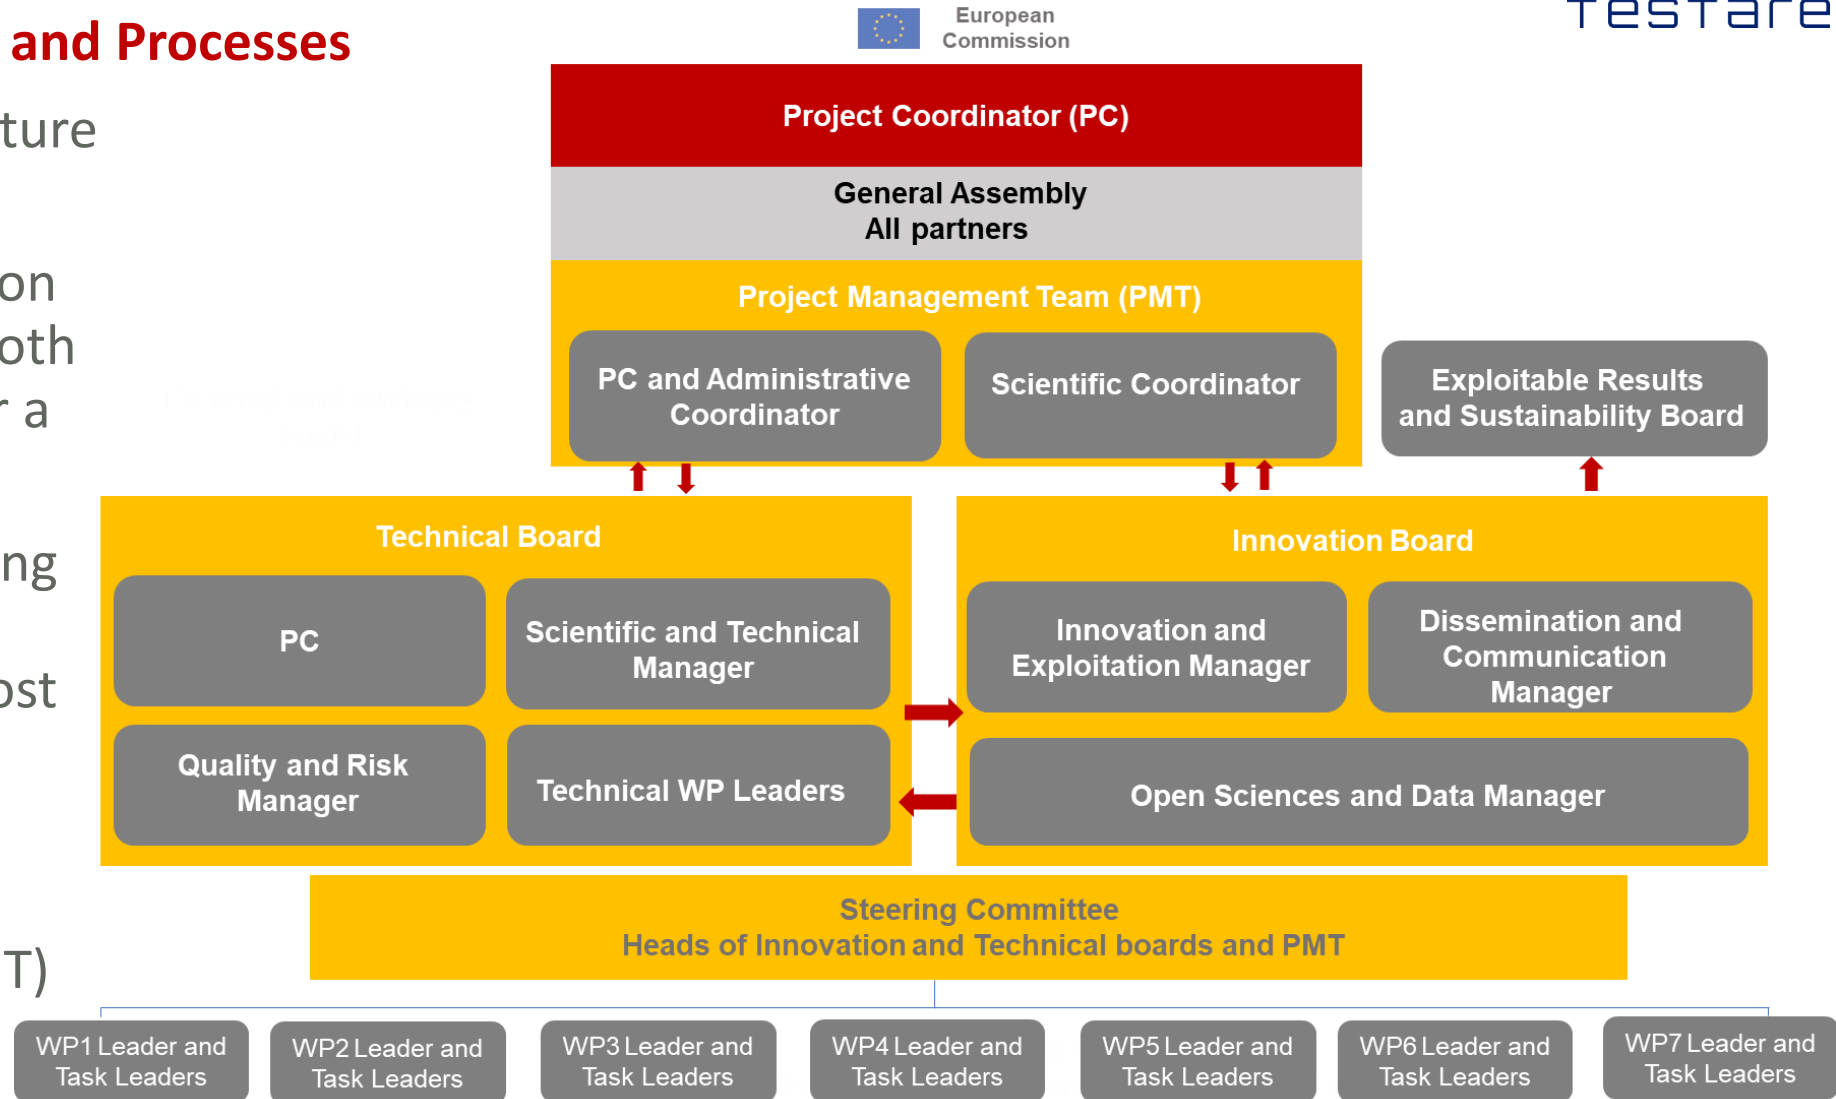 European
Commission
testare
and Processes
Project Coordinator (PC)
General Assembly
All partners
Project Management Team (PMT)
PC and Administrative
Coordinator
Scientific Coordinator
Exploitable Results
and Sustainability Board
Technical Board
PC
Scientific and Technical
Manager
Quality and Risk
Manager
Technical WP Leaders
Innovation Board
Innovation and
Exploitation Manager
Dissemination and
Communication
Manager
Open Sciences and Data Manager
Steering Committee
Heads of Innovation and Technical boards and PMT
WP1 Leader and
Task Leaders
WP2 Leader and
Task Leaders
WP3 Leader and
Task Leaders
WP4 Leader and
Task Leaders
WP5 Leader and
Task Leaders
WP6 Leader and
Task Leaders
WP7 Leader and
Task Leaders
ture
on
oth
r a
ng
ost
T)